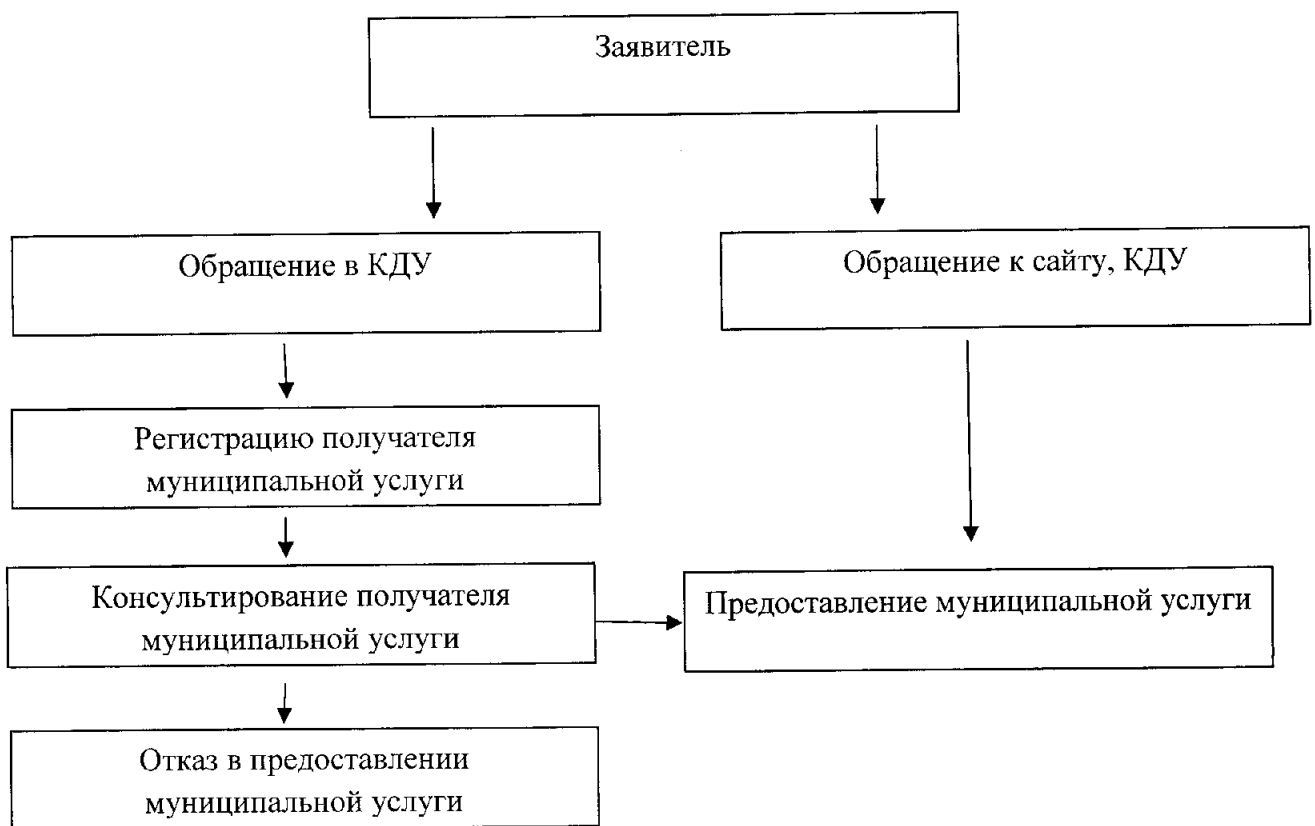 Заявитель
Обращение в КДУ
Обращение к сайту, КДУ
Регистрацию получателя
муниципальной услуги
Консультирование получателя
муниципальной услуги
Предоставление муниципальной услуги
Отказ в предоставлении
муниципальной услуги